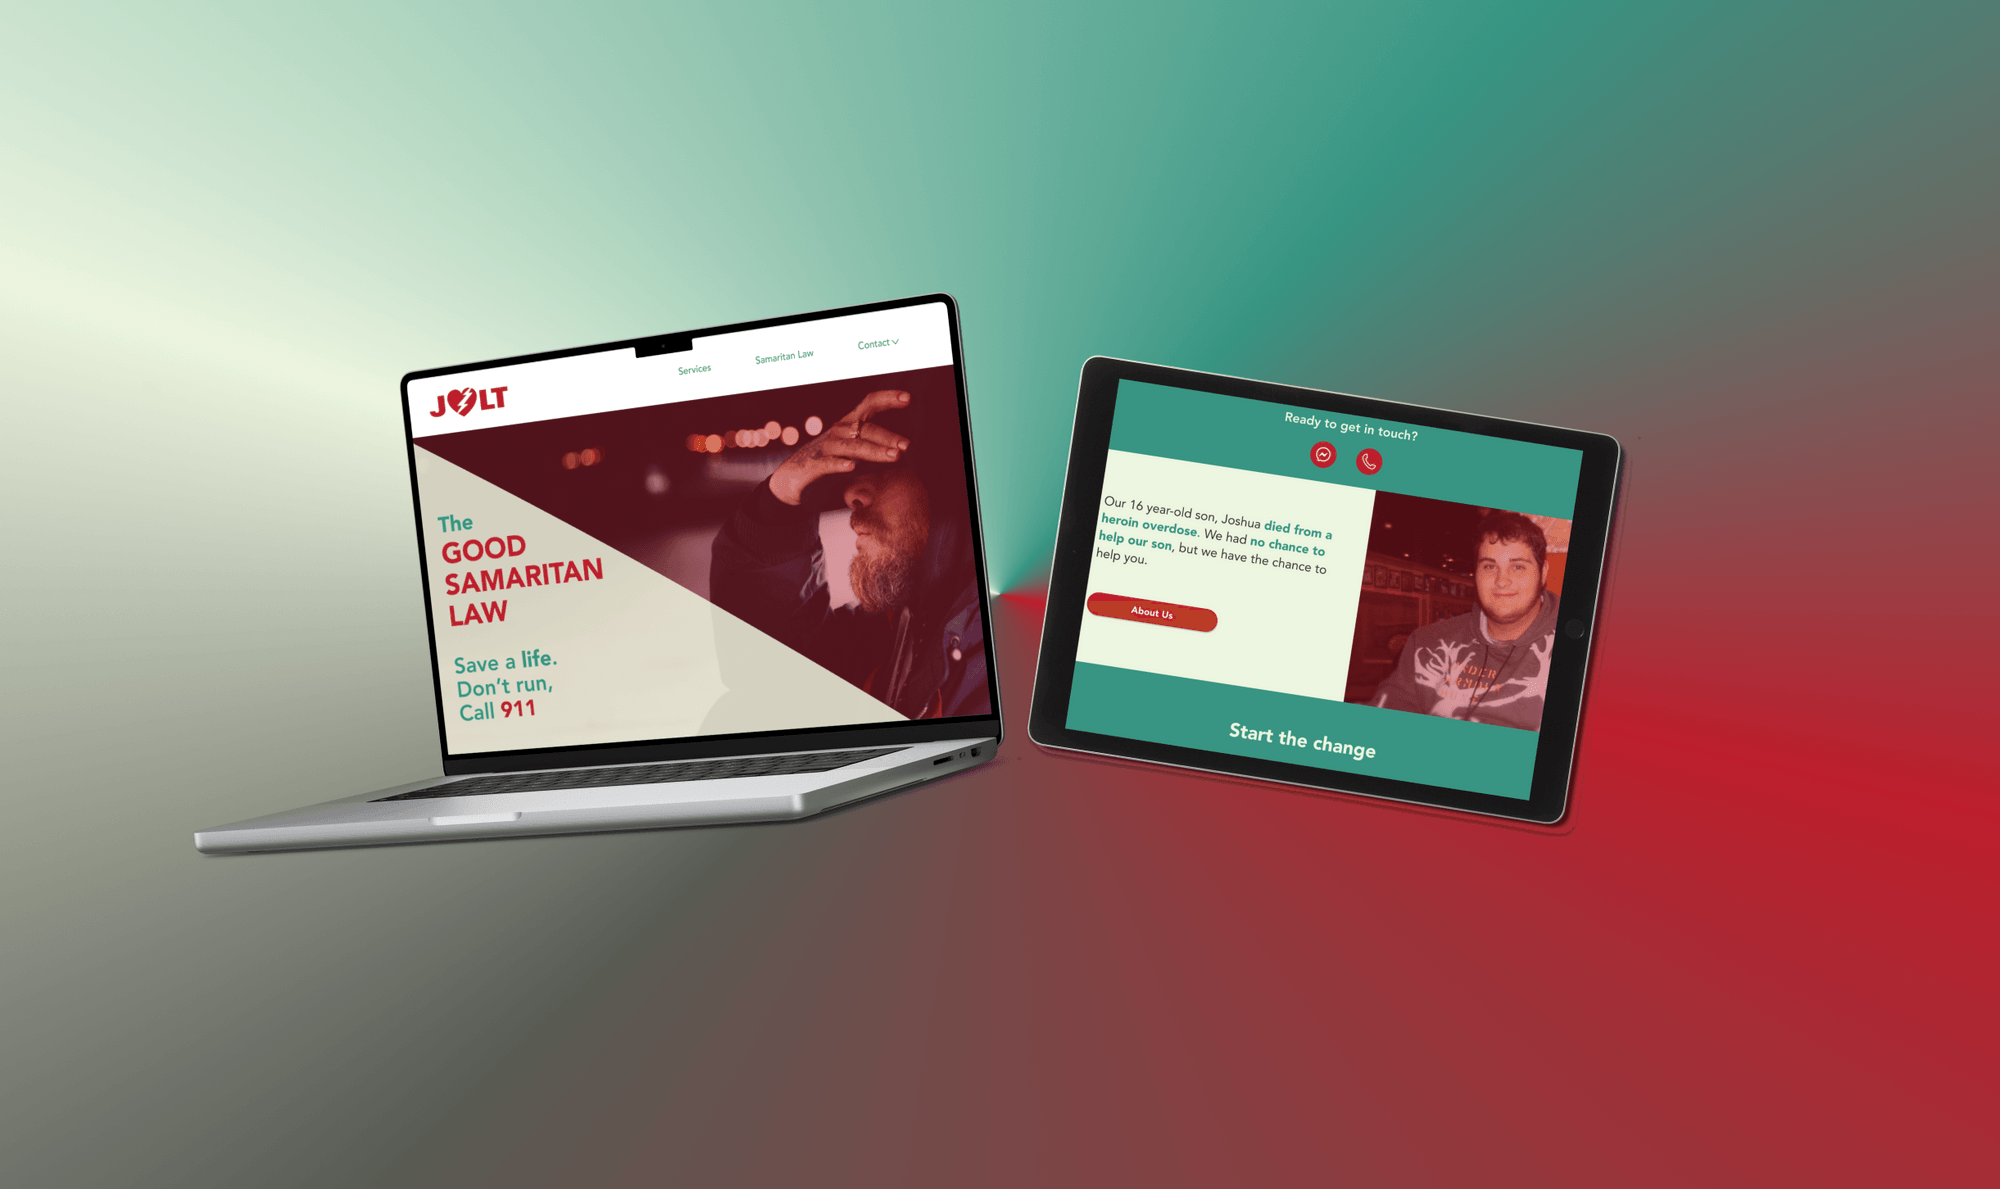 JOLT
Services
Samaritan Law
Contact
The
GOOD
SAMARITAN
LAW
Save a life.
Don't run,
Call 911
Ready to get in touch?
Our 16 year-old son, Joshua died from a
heroin overdose. We had no chance to
help our son, but we have the chance to
help you.
About Us
Start the change